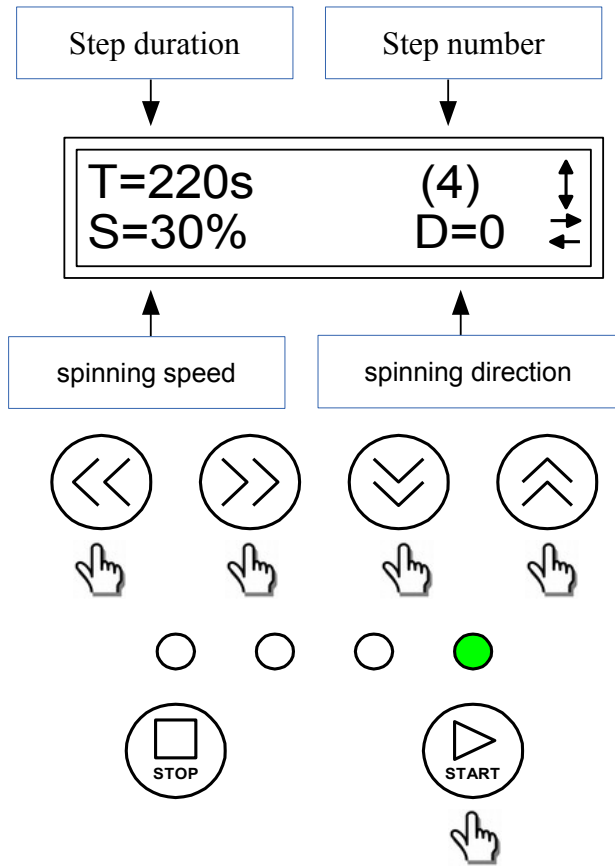 Step duration
Step number
T=220s (4)
S=30% D=0
spinning speed
spinning direction
STOP
START